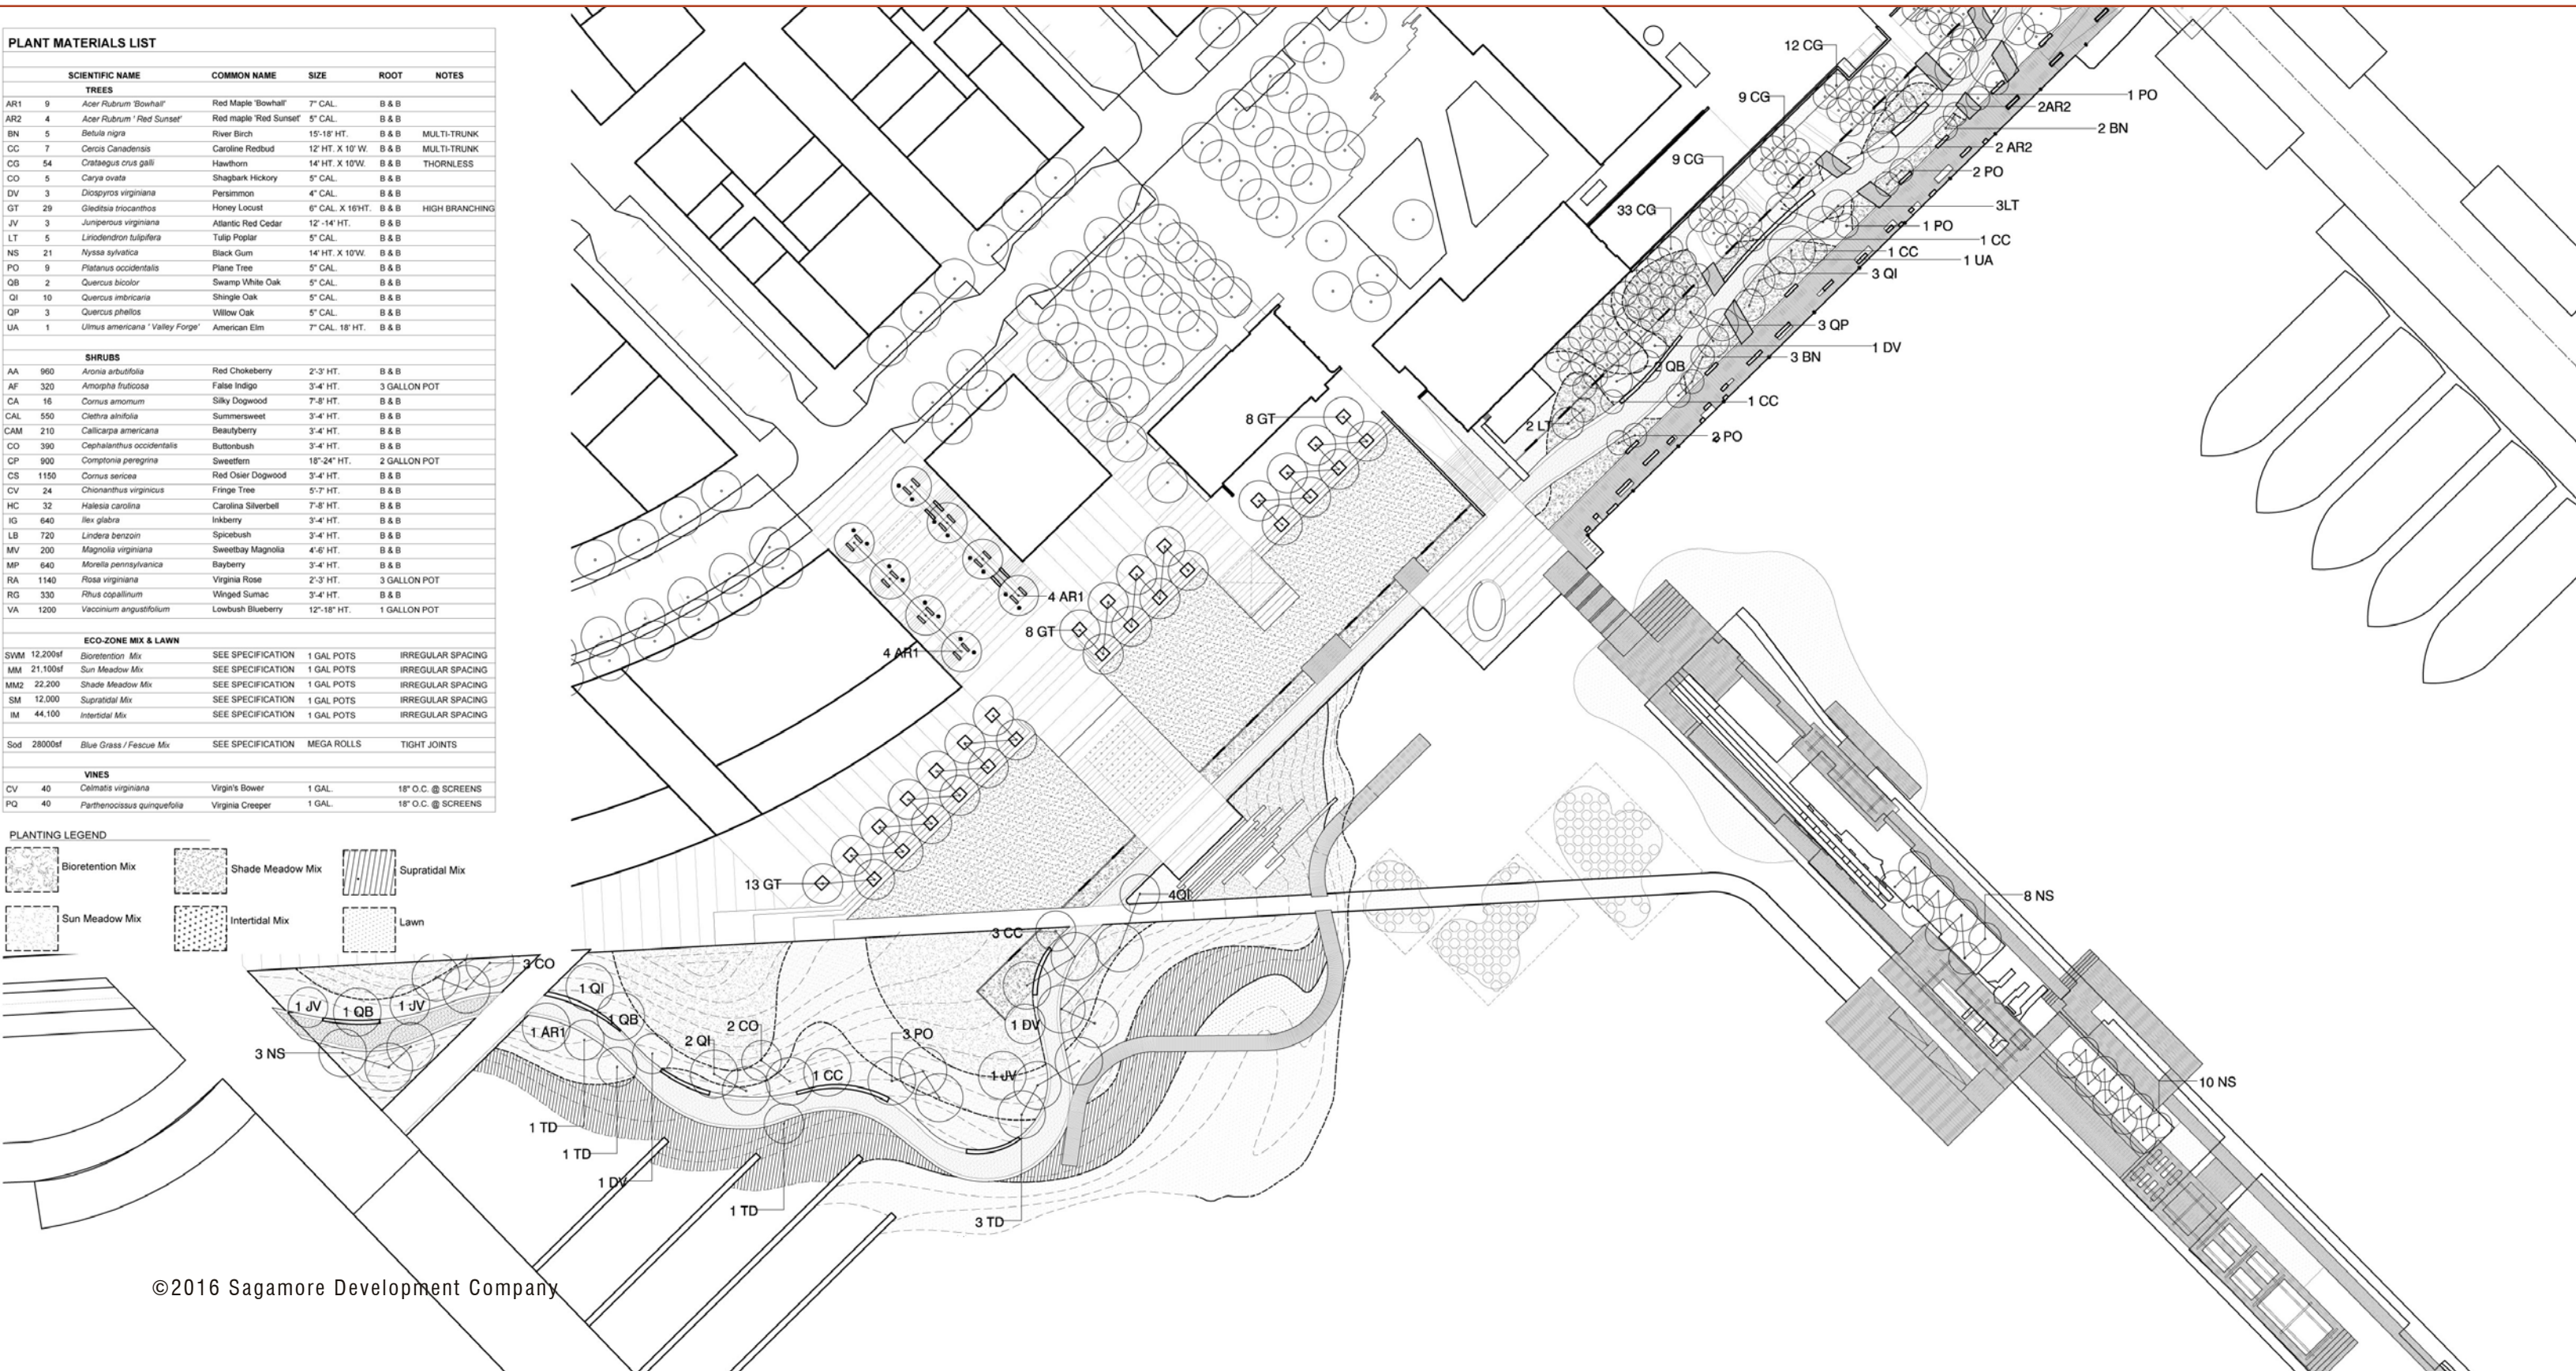 PLANT MATERIALS LIST
SCIENTIFIC NAME COMMON NAME SIZE ROOT NOTES
TREES
AR1 9 Acer Rubrum 'Bowhall' Red Maple 'Bowhall' 7" CAL. B & B
AR2 4 Acer Rubrum ' Red Sunset' Red maple 'Red Sunset' 5" CAL. B & B
BN 5 Betula nigra River Birch 15'-18' HT. B & B MULTI-TRUNK
CC 7 Cercis Canadensis Caroline Redbud 12' HT. X 10' W. B & B MULTI-TRUNK
CG 54 Crataegus crus galli Hawthorn 14' HT. X 10'W. B & B THORNLESS
CO 5 Carya ovata Shagbark Hickory 5" CAL. B & B
DV 3 Diospyros virginiana Persimmon 4" CAL. B & B
GT 29 Gleditsia triocanthos Honey Locust 6" CAL. X 16'HT. B & B HIGH BRANCHING
JV 3 Juniperous virginiana Atlantic Red Cedar 12' -14' HT. B & B
LT 5 Liriodendron tulipifera Tulip Poplar 5" CAL. B & B
NS 21 Nyssa sylvatica Black Gum 14' HT. X 10'W. B & B
PO 9 Platanus occidentalis Plane Tree 5" CAL. B & B
QB 2 Quercus bicolor Swamp White Oak 5" CAL. B & B
QI 10 Quercus imbricaria Shingle Oak 5" CAL. B & B
QP 3 Quercus phellos Willow Oak 5" CAL. B & B
UA 1 Ulmus americana ' Valley Forge' American Elm 7" CAL. 18' HT. B & B
SHRUBS
AA 960 Aronia arbutifolia Red Chokeberry 2'-3' HT. B & B
AF 320 Amorpha fruticosa False Indigo 3'-4' HT. 3 GALLON POT
CA 16 Cornus amomum Silky Dogwood 7'-8' HT. B & B
CAL 550 Clethra alnifolia Summersweet 3'-4' HT. B & B
CAM 210 Callicarpa americana Beautyberry 3'-4' HT. B & B
CO 390 Cephalanthus occidentalis Buttonbush 3'-4' HT. B & B
CP 900 Comptonia peregrina Sweetfern 18"-24" HT. 2 GALLON POT
CS 1150 Cornus sericea Red Osier Dogwood 3'-4' HT. B & B
CV 24 Chionanthus virginicus Fringe Tree 5'-7' HT. B & B
HC 32 Halesia carolina Carolina Silverbell 7'-8' HT. B & B
IG 640 Ilex glabra Inkberry 3'-4' HT. B & B
LB 720 Lindera benzoin Spicebush 3'-4' HT. B & B
MV 200 Magnolia virginiana Sweetbay Magnolia 4'-6' HT. B & B
MP 640 Morella pennsylvanica Bayberry 3'-4' HT. B & B
RA 1140 Rosa virginiana Virginia Rose 2'-3' HT. 3 GALLON POT
RG 330 Rhus copallinum Winged Sumac 3'-4' HT. B & B
VA 1200 Vaccinium angustifolium Lowbush Blueberry 12"-18" HT. 1 GALLON POT
ECO-ZONE MIX & LAWN
SWM 12,200sf Bioretention Mix SEE SPECIFICATION 1 GAL POTS IRREGULAR SPACING
MM 21,100sf Sun Meadow Mix SEE SPECIFICATION 1 GAL POTS IRREGULAR SPACING
MM2 22,200 Shade Meadow Mix SEE SPECIFICATION 1 GAL POTS IRREGULAR SPACING
SM 12,000 Supratidal Mix SEE SPECIFICATION 1 GAL POTS IRREGULAR SPACING
IM 44,100 Intertidal Mix SEE SPECIFICATION 1 GAL POTS IRREGULAR SPACING
Sod 28000sf Blue Grass / Fescue Mix SEE SPECIFICATION MEGA ROLLS TIGHT JOINTS
VINES
CV 40 Celmatis virginiana Virgin's Bower 1 GAL. 18" O.C. @ SCREENS
PQ 40 Parthenocissus quinquefolia Virginia Creeper 1 GAL. 18" O.C. @ SCREENS
PLANTING LEGEND
Bioretention Mix
Shade Meadow Mix
Supratidal Mix
Sun Meadow Mix
Intertidal Mix
Lawn
12 CG
9 CG
9 CG
33 CG
1 PO
2AR2
2 BN
2 AR2
2 PO
3LT
1 PO
1 CC
1 CC
1 UA
3 QI
3 QP
1 DV
3 BN
QB
1 CC
2 LT
PO
8 GT
4 AR1
8 GT
4 AR1
13 GT
4QI
3 CC
8 NS
10 NS
3 CO
1 JV
1 QB
1 JV
3 NS
1 QI
1 QB
1 AR1
2 QI
2 CO
1 CC
3 PO
1 DV
1 JV
1 TD
1 TD
1 DV
1 TD
3 TD
©2016 Sagamore Development Company